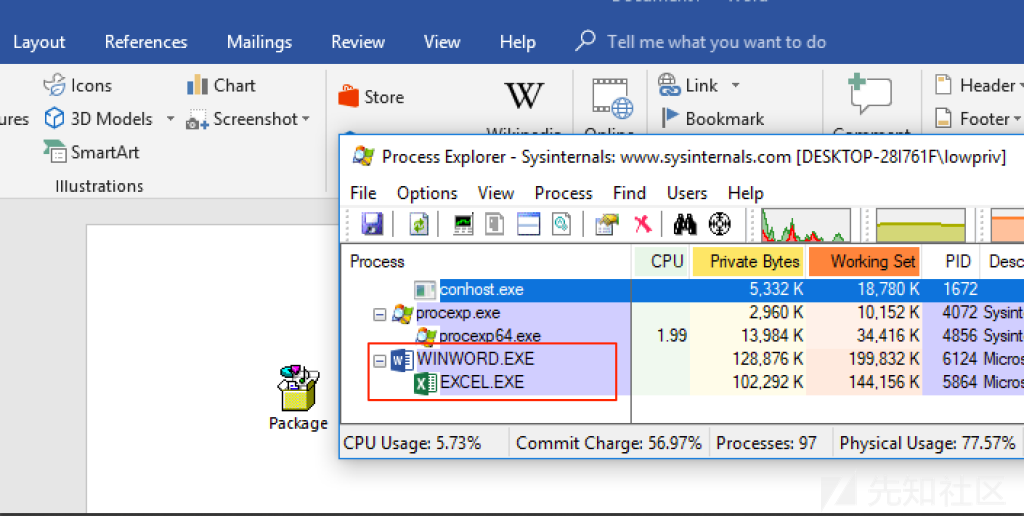 Layout References Mailings Review View Help Tell me what you want to do
Icons Chart Store W Link Header
ures 3D Models Screenshot Bookmark Footer
SmartArt
Illustrations
Process Explorer - Sysinternals: www.sysinternals.com [DESKTOP-28I761F\lowpriv]
File Options View Process Find Users Help
Process CPU Private Bytes Working Set PID Desc
conhost.exe 5,332 K 18,780 K 1672
procexp.exe 2,960 K 10,152 K 4072 Sysint
procexp64.exe 1.99 13,984 K 34,416 K 4856 Sysint
WINWORD.EXE 128,876 K 199,832 K 6124 Micros
EXCEL.EXE 102,292 K 144,156 K 5864 Micros
Package
CPU Usage: 5.73% Commit Charge: 56.97% Processes: 97 Physical Usage: 77.57%
先知社区